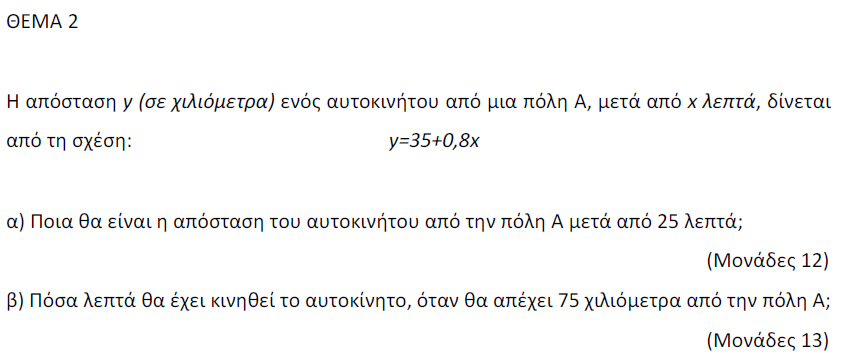 ΘΕΜΑ 2
Η απόσταση y (σε χιλιόμετρα) ενός αυτοκινήτου από μια πόλη Α, μετά από x λεπτά, δίνεται
από τη σχέση: y=35+0,8x
α) Ποια θα είναι η απόσταση του αυτοκινήτου από την πόλη Α μετά από 25 λεπτά;
(Μονάδες 12)
β) Πόσα λεπτά θα έχει κινηθεί το αυτοκίνητο, όταν θα απέχει 75 χιλιόμετρα από την πόλη Α;
(Μονάδες 13)